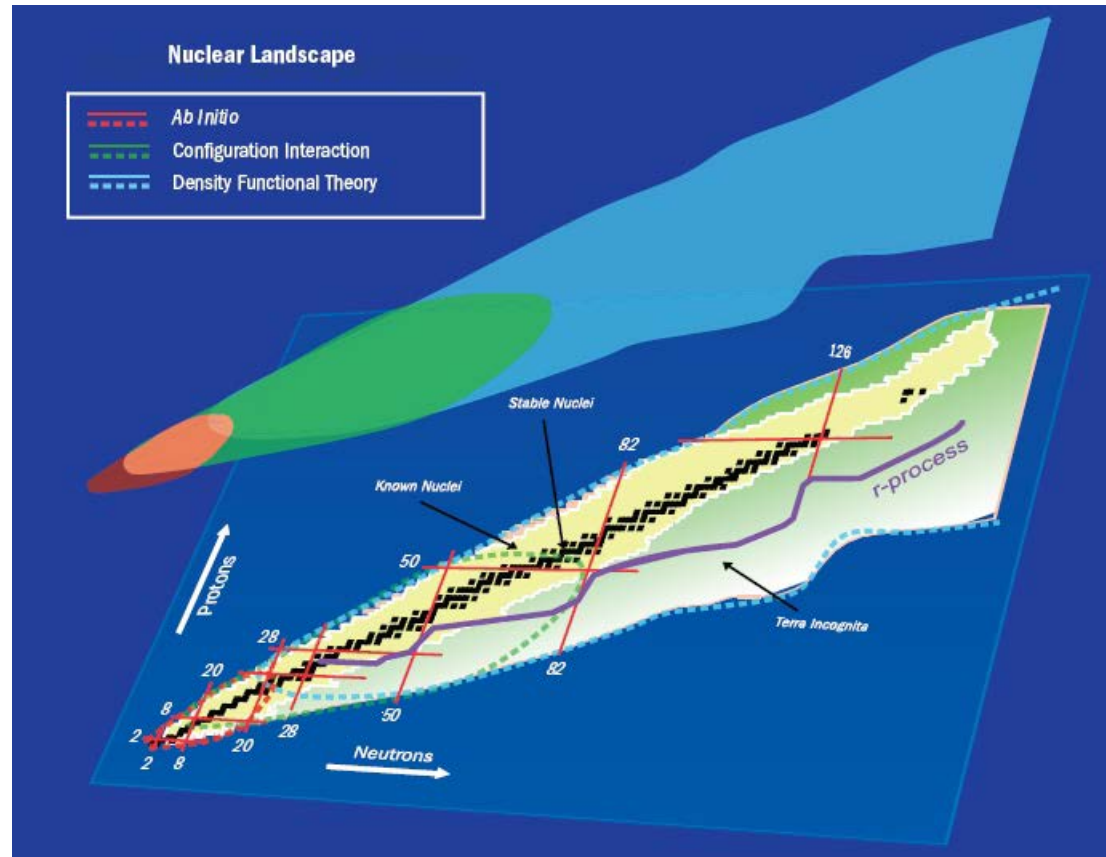 Nuclear Landscape
Ab Initio
Configuration Interaction
Density Functional Theory
126
Stable Nuclei
82
Known Nuclei
50
r-process
Protons
Terra Incognita
28
20
82
8
50
28
20
2
2
8
Neutrons